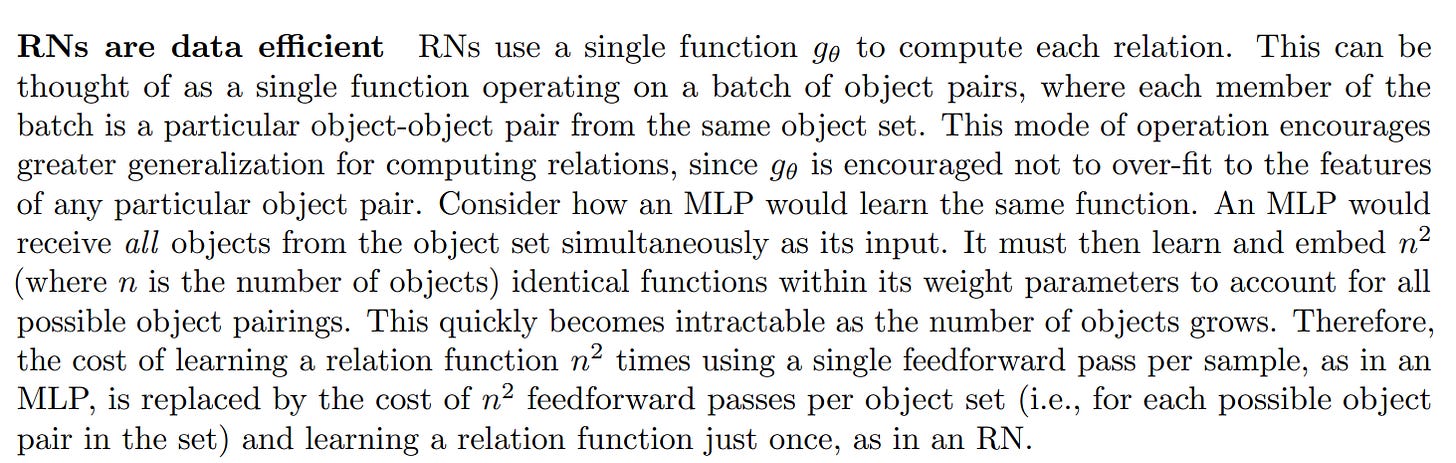 RNs are data efficient RNs use a single function gθ to compute each relation. This can be
thought of as a single function operating on a batch of object pairs, where each member of the
batch is a particular object-object pair from the same object set. This mode of operation encourages
greater generalization for computing relations, since gθ is encouraged not to over-fit to the features
of any particular object pair. Consider how an MLP would learn the same function. An MLP would
receive all objects from the object set simultaneously as its input. It must then learn and embed n²
(where n is the number of objects) identical functions within its weight parameters to account for all
possible object pairings. This quickly becomes intractable as the number of objects grows. Therefore,
the cost of learning a relation function n² times using a single feedforward pass per sample, as in an
MLP, is replaced by the cost of n² feedforward passes per object set (i.e., for each possible object
pair in the set) and learning a relation function just once, as in an RN.